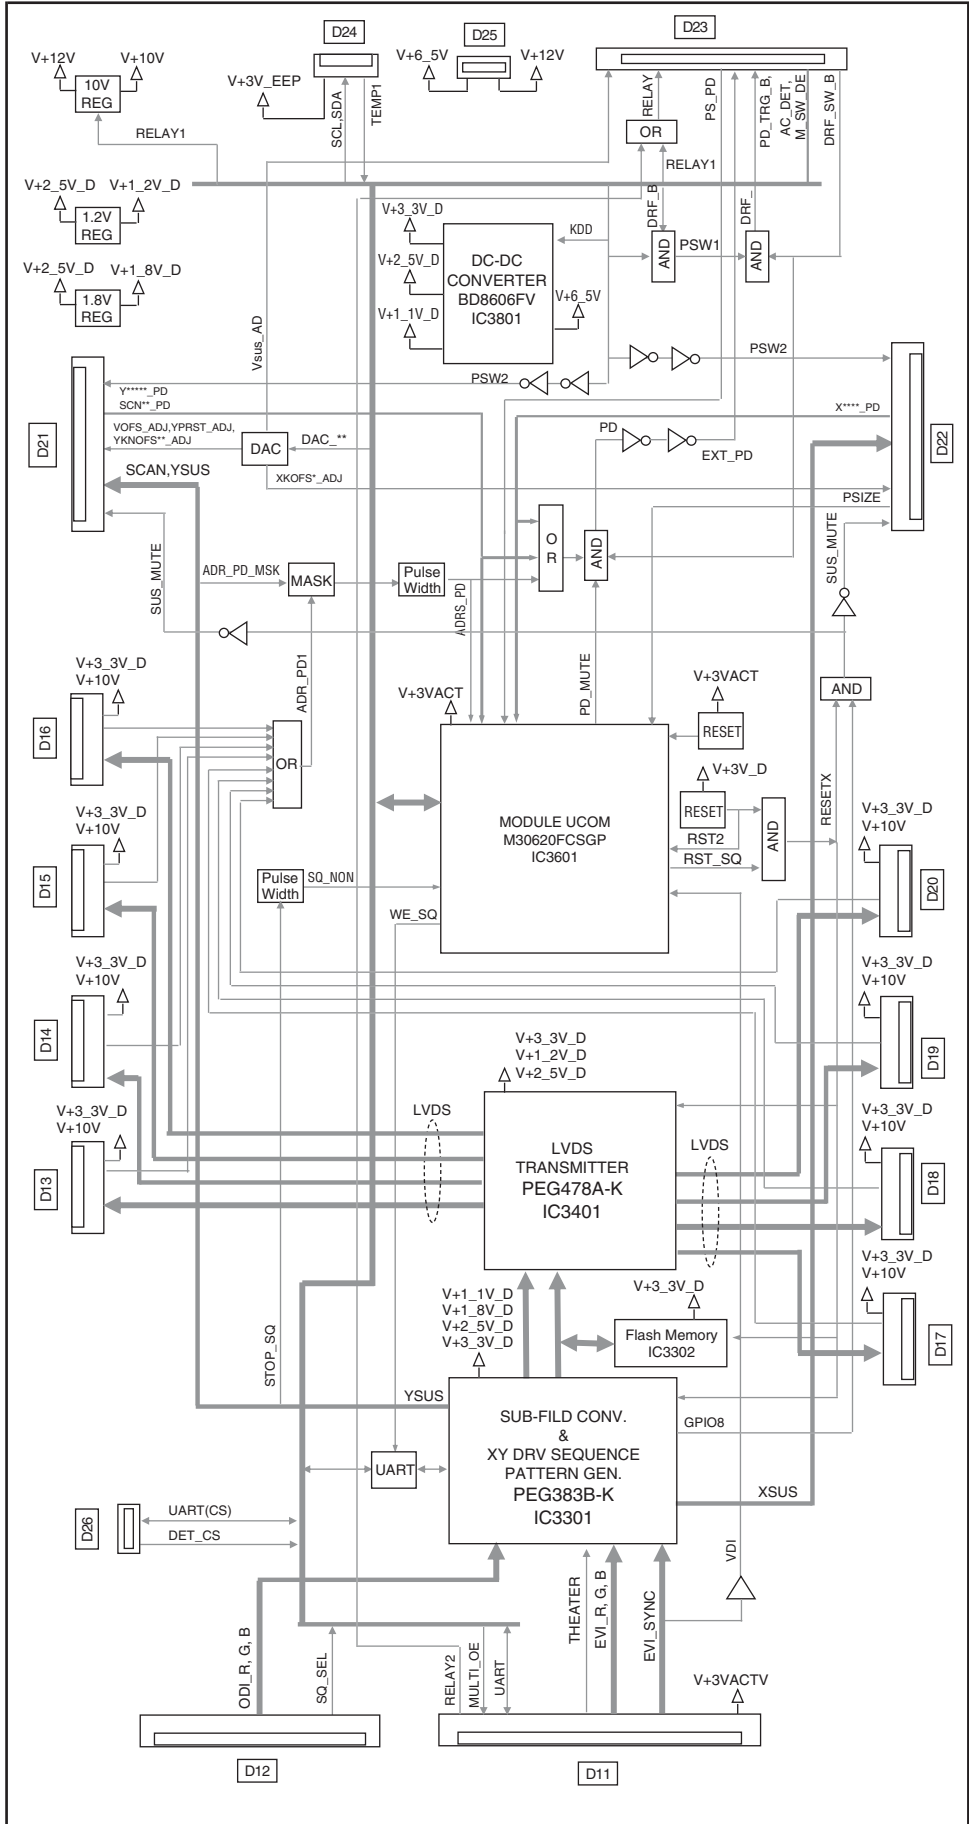 D24
D25
D23
V+12V
V+10V
10V
REG
RELAY1
V+3V_EEP
SCL,SDA
TEMP1
V+6_5V
V+12V
RELAY
PS_PD
PD_TRG_B,
AC_DET,
M_SW_DE
DRF_SW_B
OR
RELAY1
V+2_5V_D
V+1_2V_D
1.2V
REG
V+2_5V_D
V+1_8V_D
1.8V
REG
Vsus_AD
V+3_3V_D
V+2_5V_D
V+1_1V_D
DC-DC
CONVERTER
BD8606FV
IC3801
KDD
V+6_5V
DRF_B
DRF_
AND
PSW1
AND
PSW2
PSW2
D21
Y*****_PD
SCN**_PD
VOFS_ADJ,YPRST_ADJ,
YKNOFS**_ADJ
DAC
DAC_**
XKOFS*_ADJ
SCAN,YSUS
PD
EXT_PD
X****_PD
D22
PSIZE
SUS_MUTE
SUS_MUTE
ADR_PD_MSK
MASK
Pulse
Width
ADRS_PD
O
R
AND
ADR_PD1
PD_MUTE
AND
V+3_3V_D
V+10V
D16
OR
V+3VACT
V+3VACT
RESET
V+3V_D
RESET
RST2
RST_SQ
AND
RESETX
MODULE UCOM
M30620FCSGP
IC3601
V+3_3V_D
V+10V
D15
Pulse
Width
SQ_NON
WE_SQ
V+3_3V_D
V+10V
D20
V+3_3V_D
V+10V
D14
V+3_3V_D
V+10V
D19
V+3_3V_D
V+1_2V_D
V+2_5V_D
LVDS
LVDS
TRANSMITTER
PEG478A-K
IC3401
LVDS
V+3_3V_D
V+10V
D13
V+3_3V_D
V+10V
D18
V+3_3V_D
V+10V
D17
V+1_1V_D
V+1_8V_D
V+2_5V_D
V+3_3V_D
V+3_3V_D
Flash Memory
IC3302
STOP_SQ
YSUS
SUB-FILD CONV.
&
XY DRV SEQUENCE
PATTERN GEN.
PEG383B-K
IC3301
GPIO8
XSUS
UART
D26
UART(CS)
DET_CS
VDI
ODI_R, G, B
SQ_SEL
RELAY2
MULTI_OE
UART
THEATER
EVI_R, G, B
EVI_SYNC
V+3VACTV
D12
D11